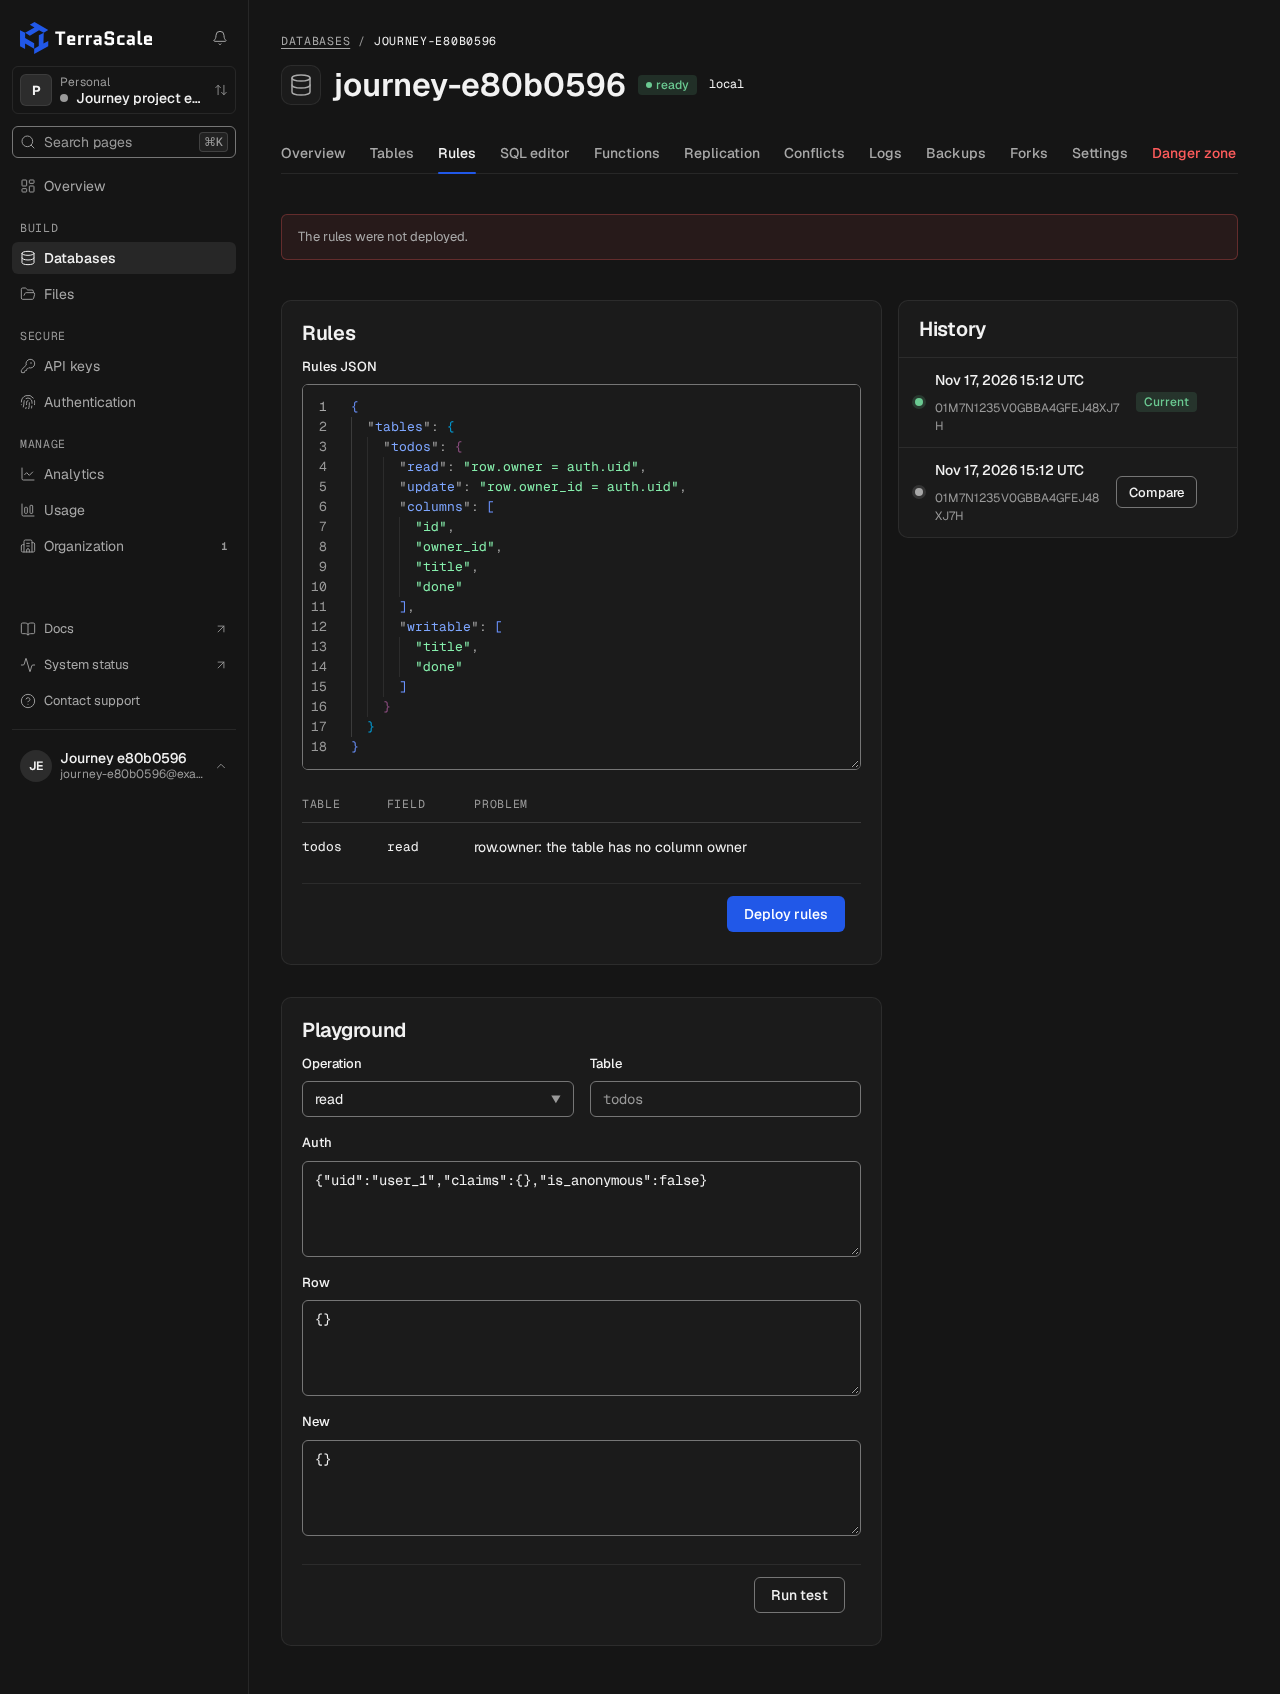 TerraScale
P
Personal
Journey project e...
Search pages
⌘K
Overview
BUILD
Databases
Files
SECURE
API keys
Authentication
MANAGE
Analytics
Usage
Organization 1
Docs
System status
Contact support
JE
Journey e80b0596
journey-e80b0596@exa...
DATABASES / JOURNEY-E80B0596
journey-e80b0596
ready
local
Overview Tables Rules SQL editor Functions Replication Conflicts Logs Backups Forks Settings Danger zone
The rules were not deployed.
Rules
Rules JSON
1 {
2 "tables": {
3 "todos": {
4 "read": "row.owner = auth.uid",
5 "update": "row.owner_id = auth.uid",
6 "columns": [
7 "id",
8 "owner_id",
9 "title",
10 "done"
11 ],
12 "writable": [
13 "title",
14 "done"
15 ]
16 }
17 }
18 }
TABLE FIELD PROBLEM
todos read row.owner: the table has no column owner
Deploy rules
History
Nov 17, 2026 15:12 UTC
01M7N1235V0GBBA4GFEJ48XJ7
H
Current
Nov 17, 2026 15:12 UTC
01M7N1235V0GBBA4GFEJ48
XJ7H
Compare
Playground
Operation
read
Table
todos
Auth
{"uid":"user_1","claims":{},"is_anonymous":false}
Row
{}
New
{}
Run test